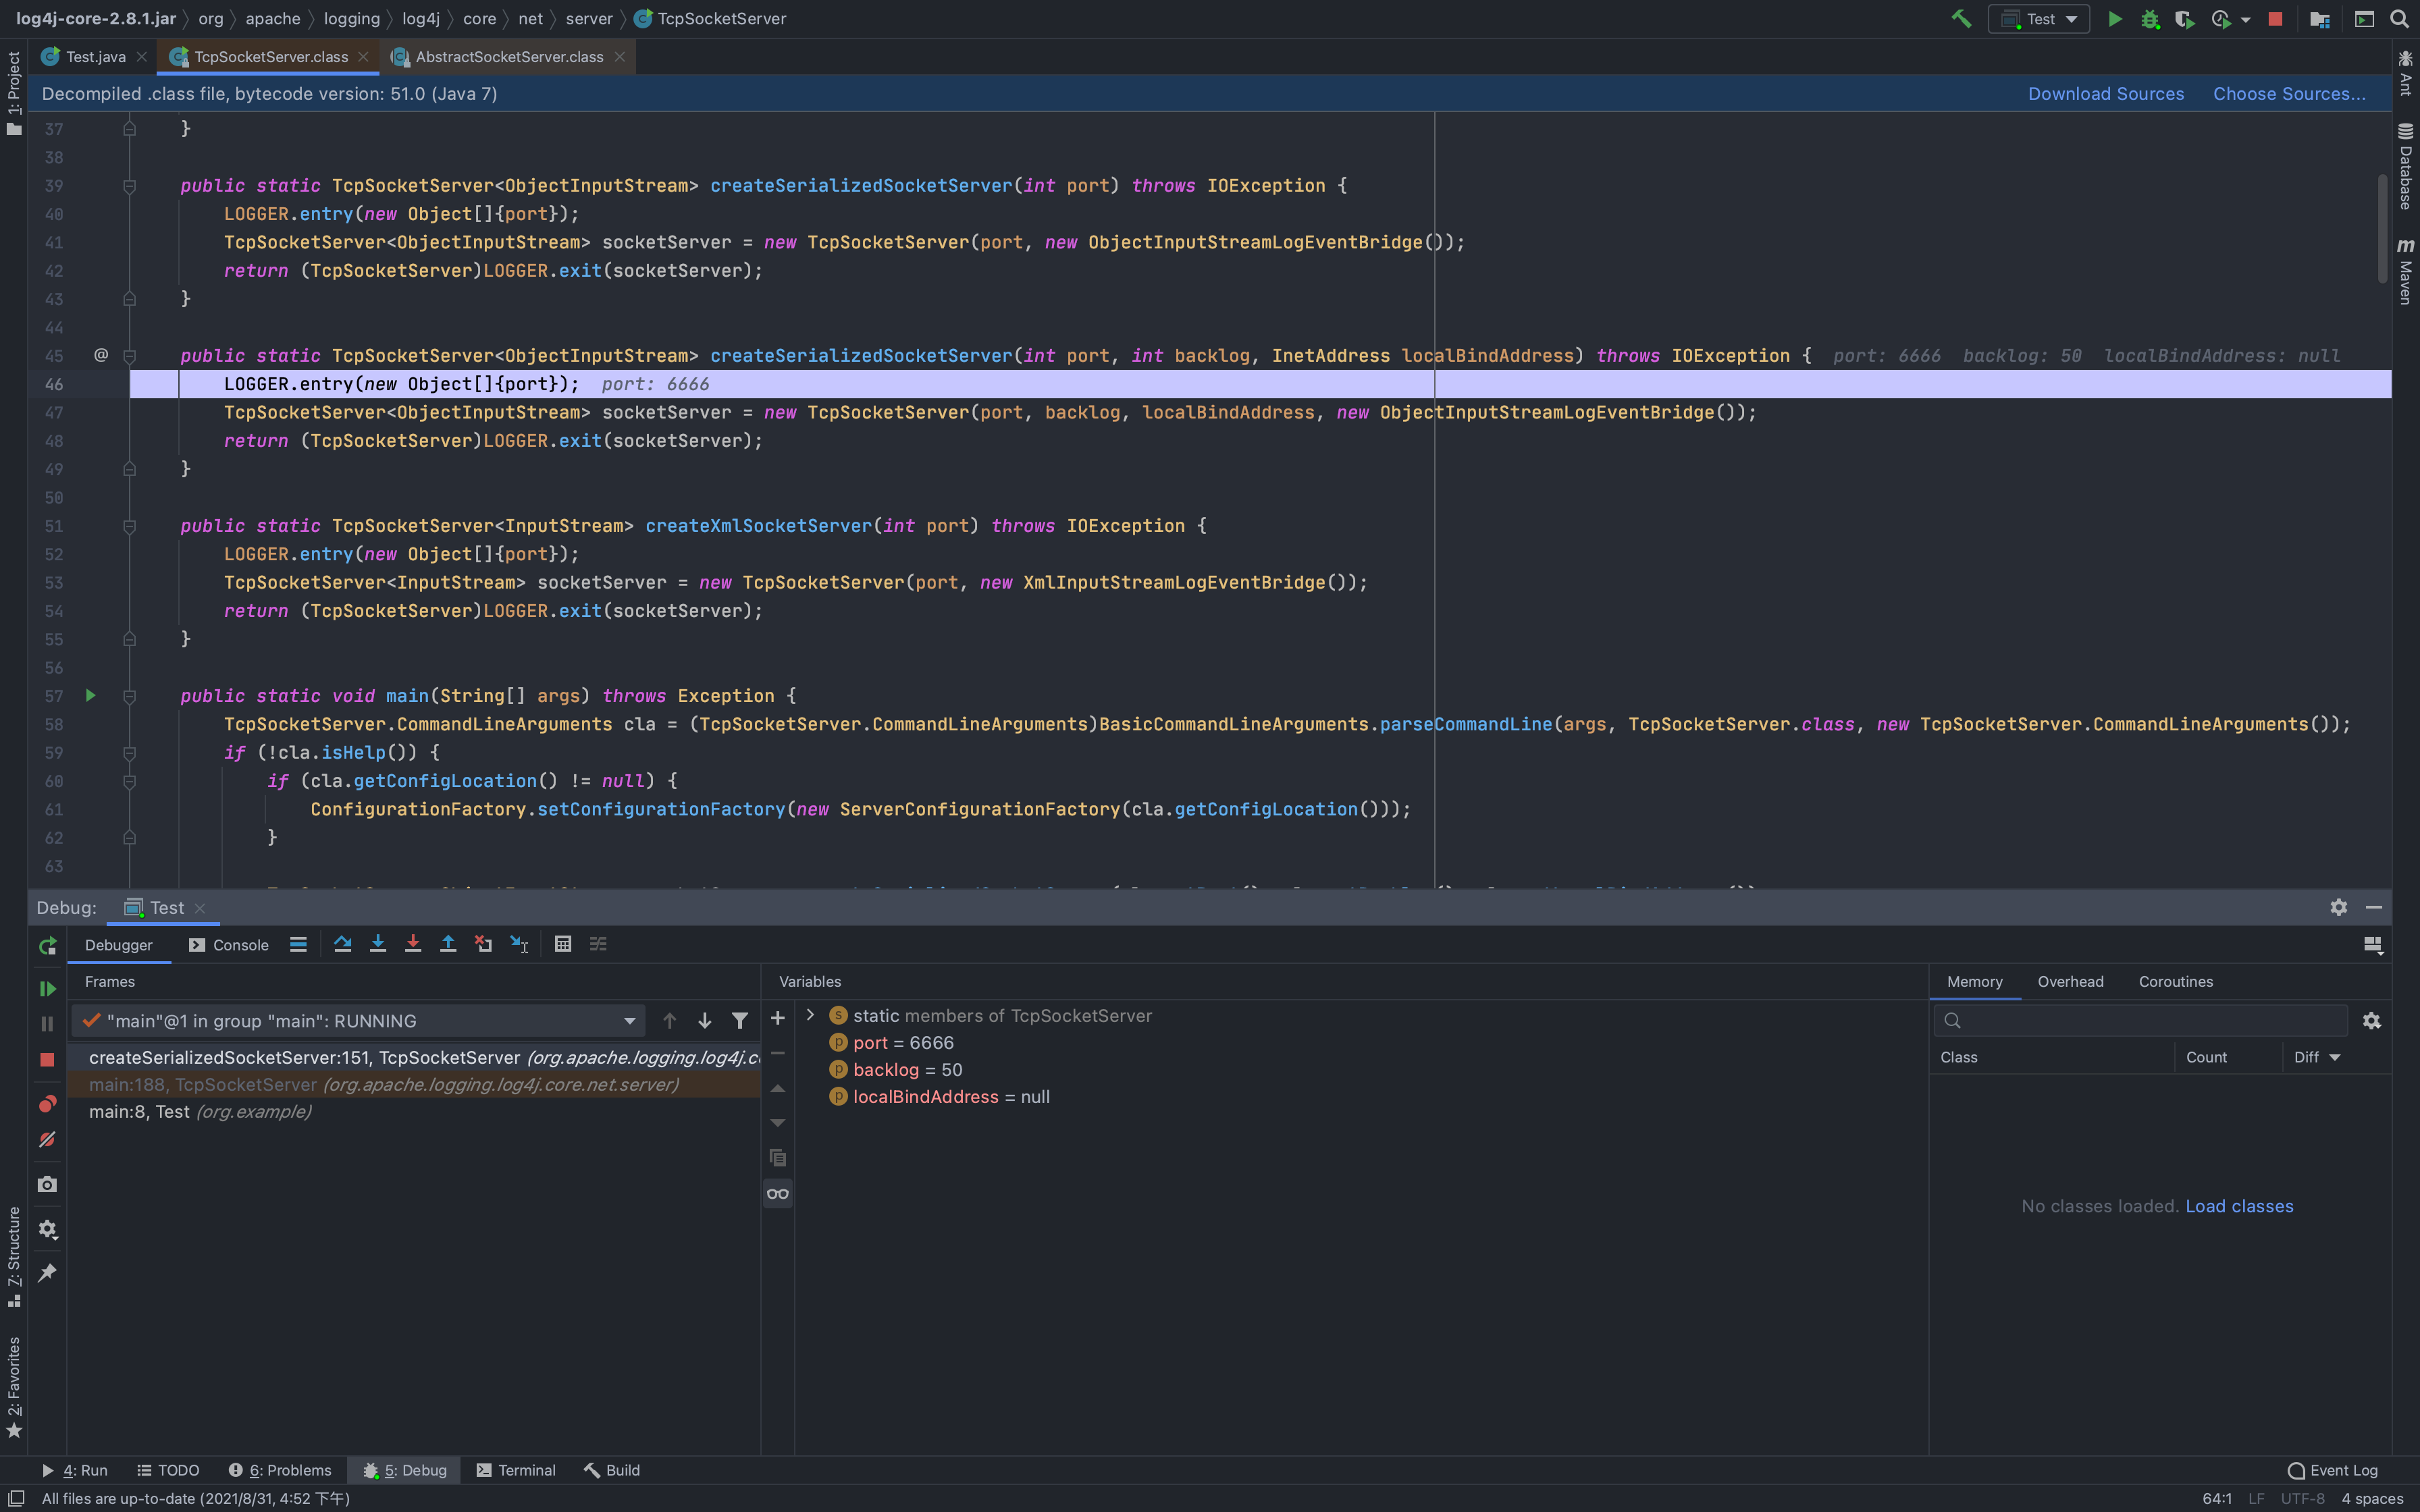 log4j-core-2.8.1.jar › org › apache › logging › log4j › core › net › server › TcpSocketServer
Test
Test.java
TcpSocketServer.class
AbstractSocketServer.class
Decompiled .class file, bytecode version: 51.0 (Java 7)
Download Sources
Choose Sources...
1: Project
Ant
Database
Maven
37 }
38
39 public static TcpSocketServer<ObjectInputStream> createSerializedSocketServer(int port) throws IOException {
40 LOGGER.entry(new Object[]{port});
41 TcpSocketServer<ObjectInputStream> socketServer = new TcpSocketServer(port, new ObjectInputStreamLogEventBridge());
42 return (TcpSocketServer)LOGGER.exit(socketServer);
43 }
44
45 @ public static TcpSocketServer<ObjectInputStream> createSerializedSocketServer(int port, int backlog, InetAddress localBindAddress) throws IOException { port: 6666 backlog: 50 localBindAddress: null
46 LOGGER.entry(new Object[]{port}); port: 6666
47 TcpSocketServer<ObjectInputStream> socketServer = new TcpSocketServer(port, backlog, localBindAddress, new ObjectInputStreamLogEventBridge());
48 return (TcpSocketServer)LOGGER.exit(socketServer);
49 }
50
51 public static TcpSocketServer<InputStream> createXmlSocketServer(int port) throws IOException {
52 LOGGER.entry(new Object[]{port});
53 TcpSocketServer<InputStream> socketServer = new TcpSocketServer(port, new XmlInputStreamLogEventBridge());
54 return (TcpSocketServer)LOGGER.exit(socketServer);
55 }
56
57 public static void main(String[] args) throws Exception {
58 TcpSocketServer.CommandLineArguments cla = (TcpSocketServer.CommandLineArguments)BasicCommandLineArguments.parseCommandLine(args, TcpSocketServer.class, new TcpSocketServer.CommandLineArguments());
59 if (!cla.isHelp()) {
60 if (cla.getConfigLocation() != null) {
61 ConfigurationFactory.setConfigurationFactory(new ServerConfigurationFactory(cla.getConfigLocation()));
62 }
63
Debug: Test
Debugger
Console
Frames
Variables
Memory
Overhead
Coroutines
"main"@1 in group "main": RUNNING
createSerializedSocketServer:151, TcpSocketServer (org.apache.logging.log4j.co
main:188, TcpSocketServer (org.apache.logging.log4j.core.net.server)
main:8, Test (org.example)
static members of TcpSocketServer
port = 6666
backlog = 50
localBindAddress = null
Class
Count
Diff
No classes loaded. Load classes
7: Structure
2: Favorites
4: Run
TODO
6: Problems
5: Debug
Terminal
Build
Event Log
All files are up-to-date (2021/8/31, 4:52 下午)
64:1 LF UTF-8 4 spaces